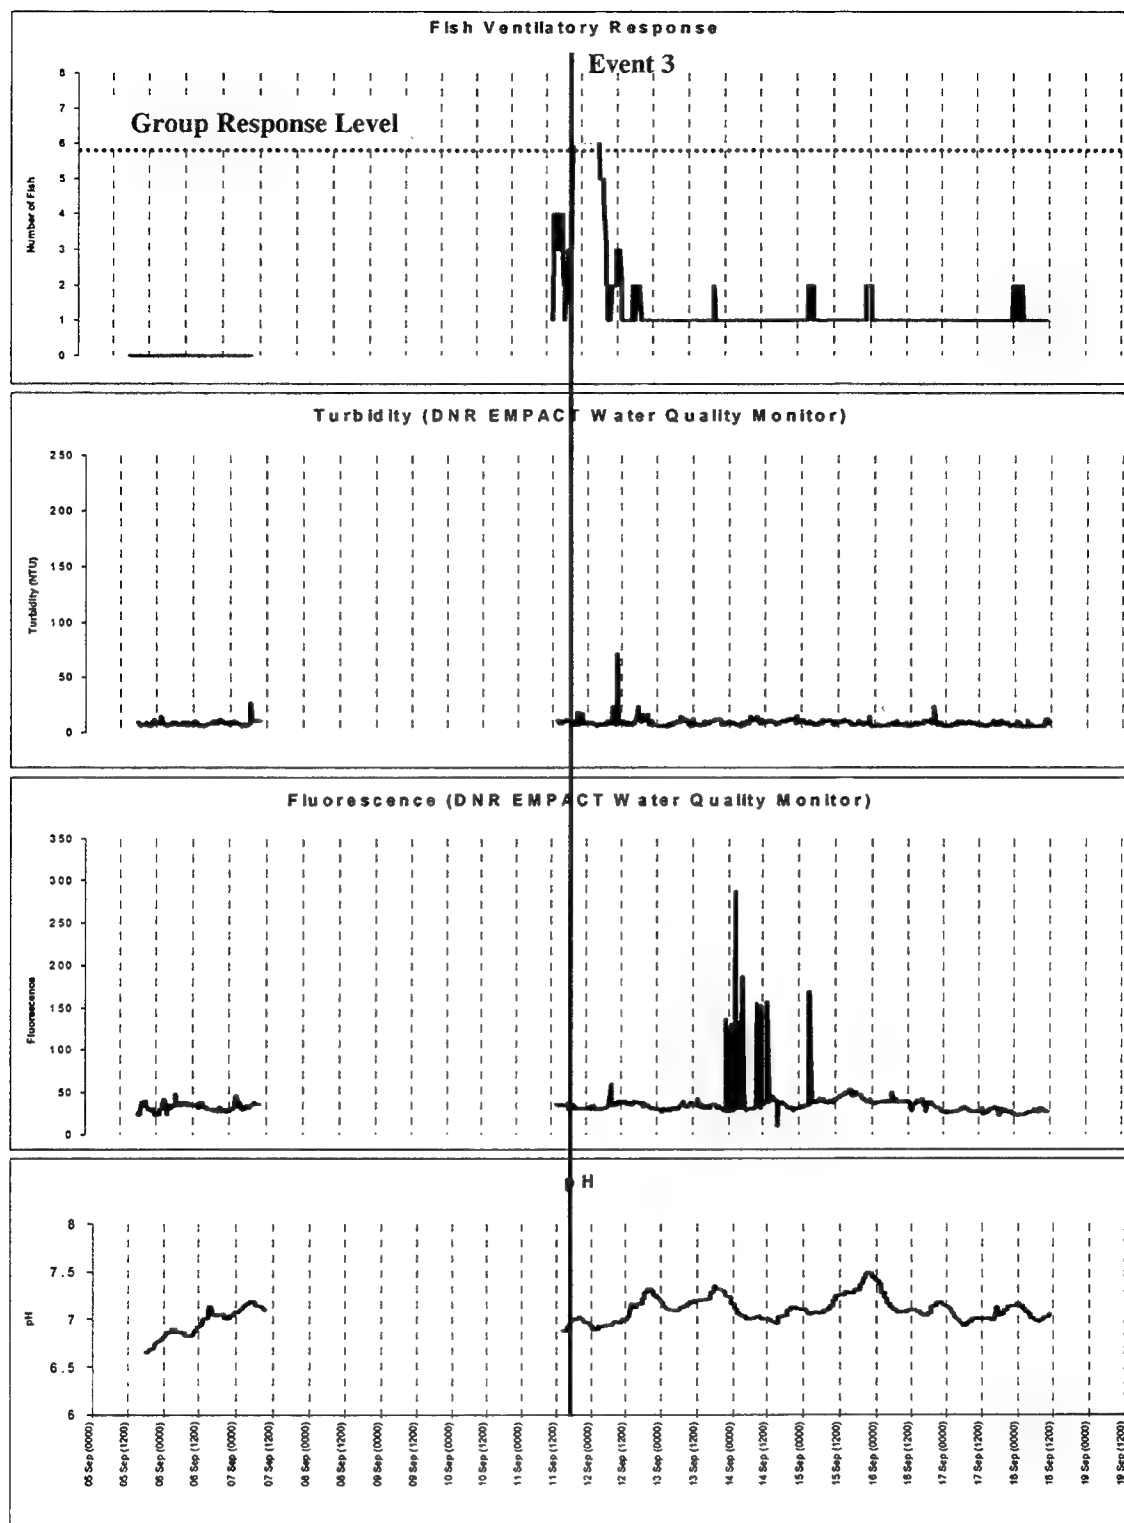 Fish Ventilatory Response
Event 3
Group Response Level
Number of Fish
8
7
6
5
4
3
2
1
0
Turbidity (DNR EMPACT Water Quality Monitor)
Turbidity (NTU)
250
200
150
100
50
0
Fluorescence (DNR EMPACT Water Quality Monitor)
Fluorescence
350
300
250
200
150
100
50
0
pH
pH
8
7.5
7
6.5
6
05 Sep (0000)
05 Sep (1200)
06 Sep (0000)
06 Sep (1200)
07 Sep (0000)
07 Sep (1200)
08 Sep (0000)
08 Sep (1200)
09 Sep (0000)
09 Sep (1200)
10 Sep (0000)
10 Sep (1200)
11 Sep (0000)
11 Sep (1200)
12 Sep (0000)
12 Sep (1200)
13 Sep (0000)
13 Sep (1200)
14 Sep (0000)
14 Sep (1200)
15 Sep (0000)
15 Sep (1200)
16 Sep (0000)
16 Sep (1200)
17 Sep (0000)
17 Sep (1200)
18 Sep (0000)
18 Sep (1200)
19 Sep (0000)